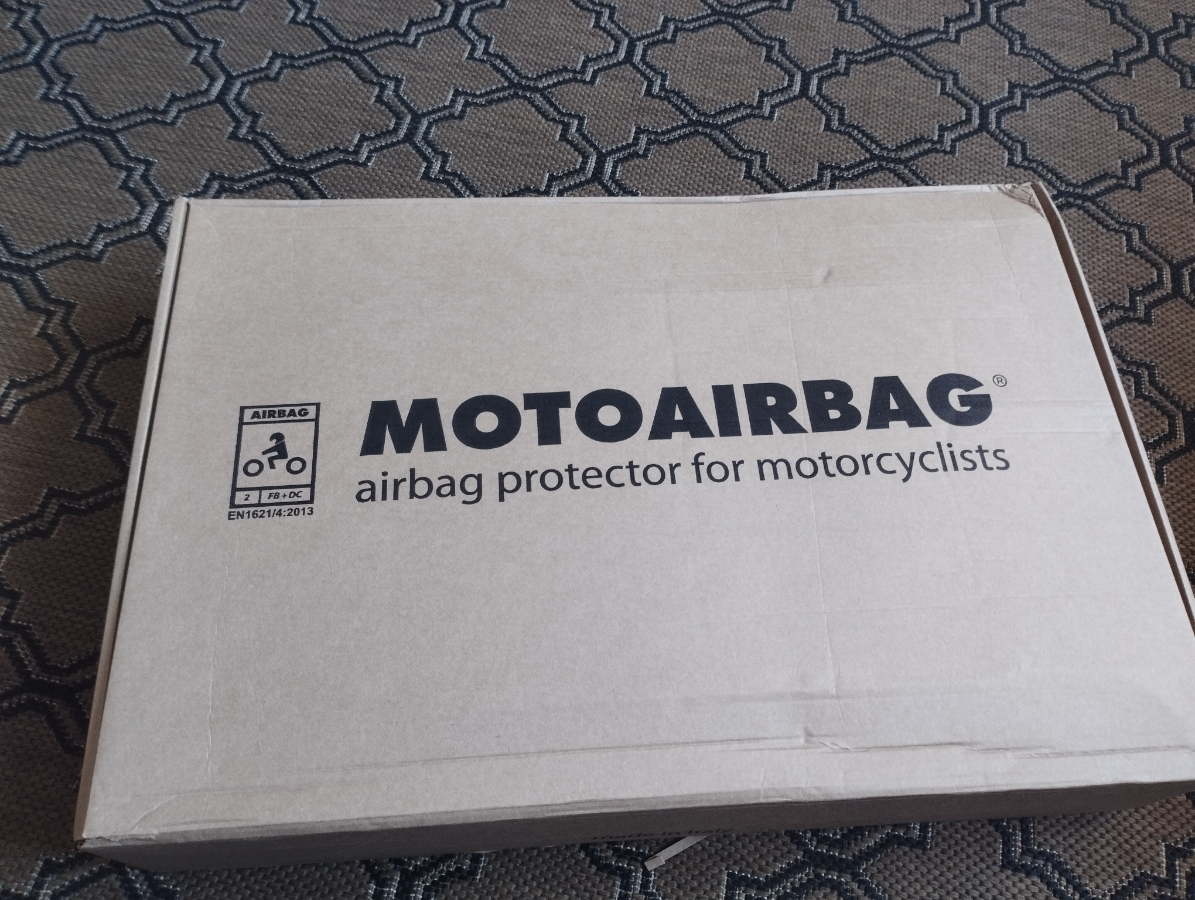 AIRBAG
2 FB+DC
EN1621/4:2013
MOTOAIRBAG®
airbag protector for motorcyclists